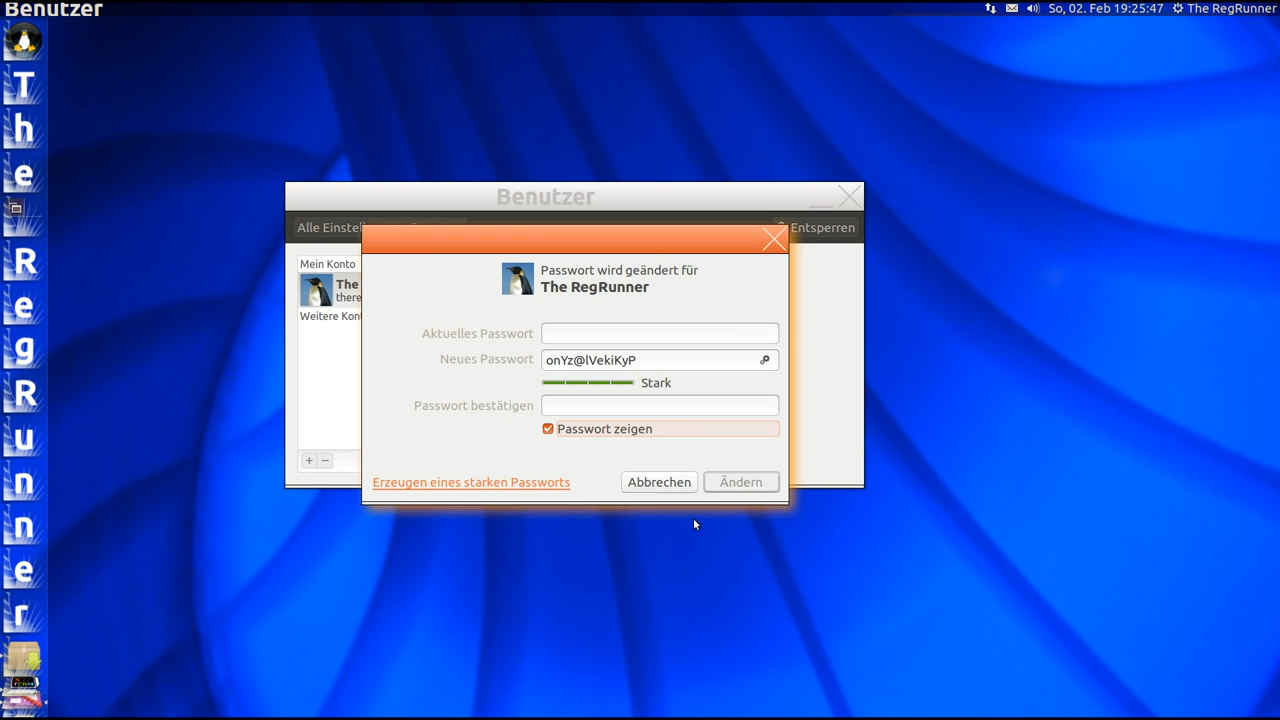 Benutzer
So, 02. Feb 19:25:47
The RegRunner
T
h
e
R
e
g
R
u
n
n
e
r
Benutzer
Alle Einstel
Entsperren
Mein Konto
The
there
Weitere Kont
Passwort wird geändert für
The RegRunner
Aktuelles Passwort
Neues Passwort onYz@lVekiKyP
Stark
Passwort bestätigen
Passwort zeigen
Erzeugen eines starken Passworts
Abbrechen
Ändern